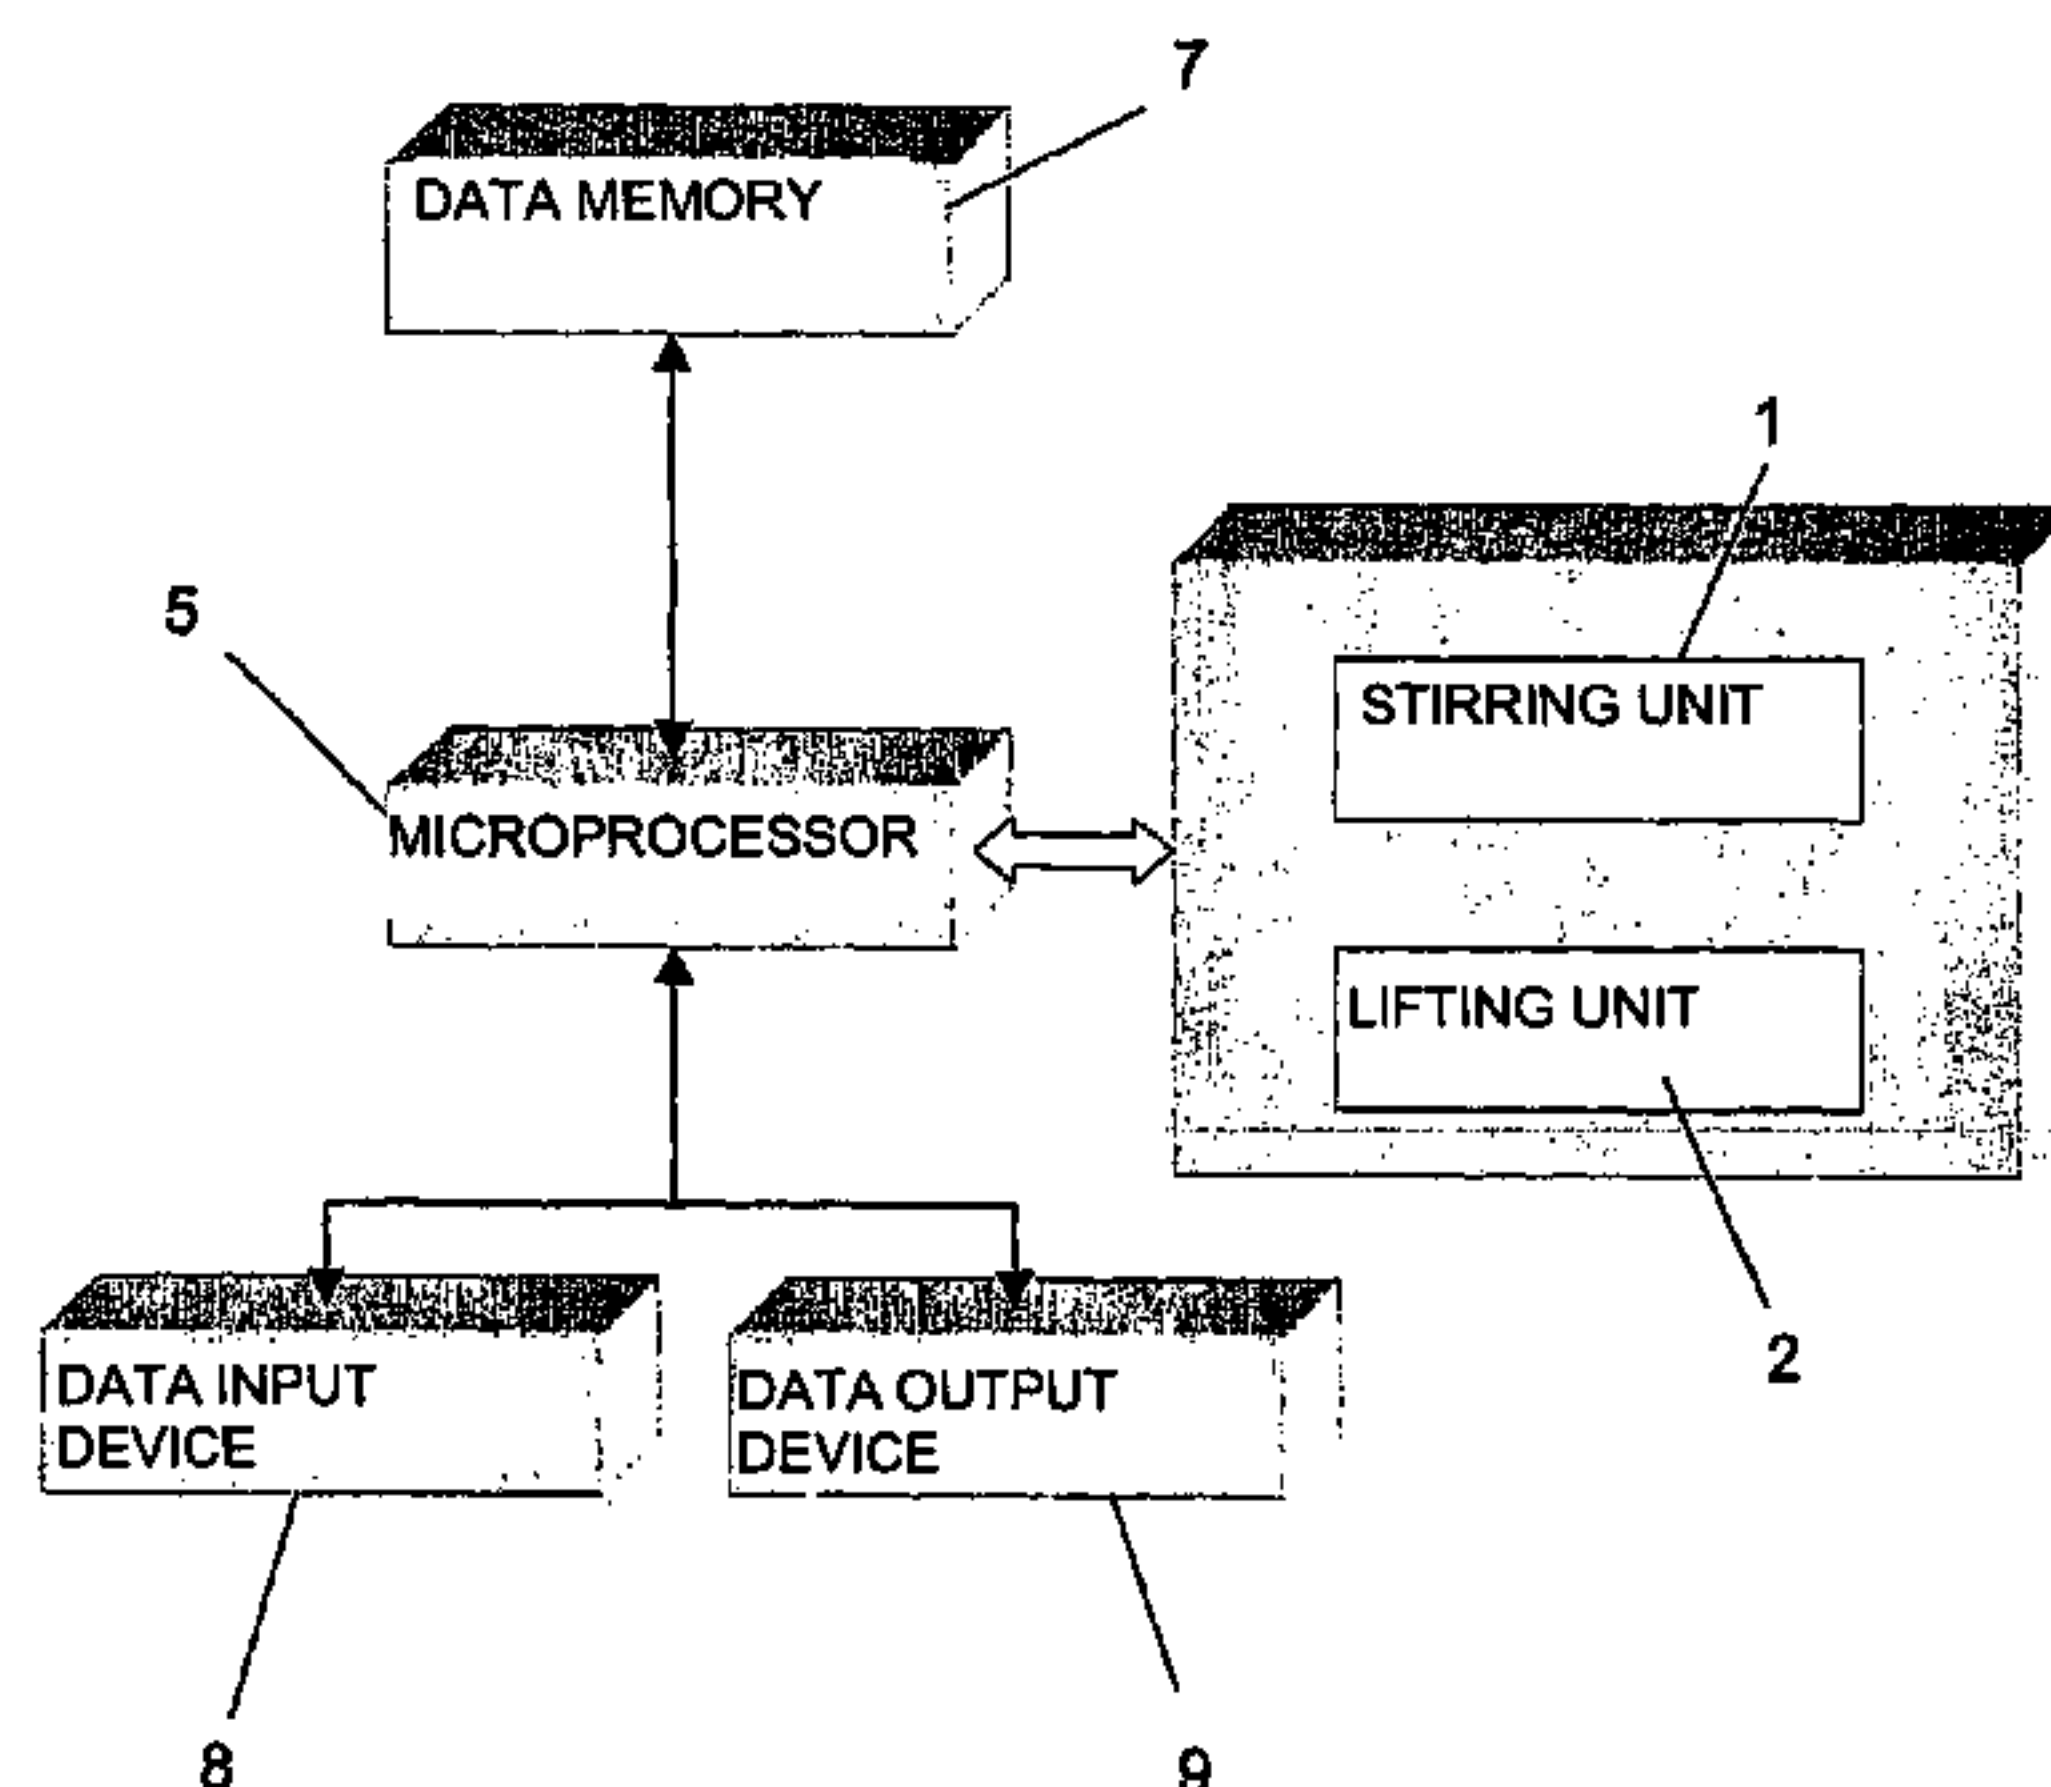 7
DATA MEMORY
1
5
STIRRING UNIT
MICROPROCESSOR
LIFTING UNIT
2
DATA INPUT
DEVICE
DATA OUTPUT
DEVICE
8
9